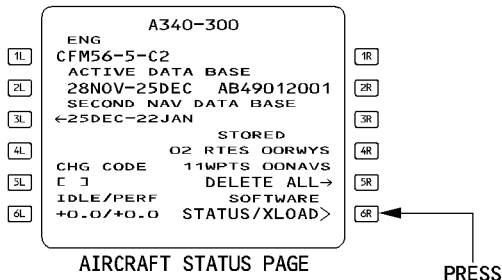 A340-300
ENG
1L CFM56-5-C2 1R
ACTIVE DATA BASE
2L 28NOV-25DEC AB49012001 2R
SECOND NAV DATA BASE
3L ←25DEC-22JAN 3R
STORED
4L 02 RTES 00RWYS 4R
CHG CODE 11WPTS 00NAVS
5L [ ] DELETE ALL→ 5R
IDLE/PERF SOFTWARE
6L +0.0/+0.0 STATUS/XLOAD> 6R
AIRCRAFT STATUS PAGE PRESS